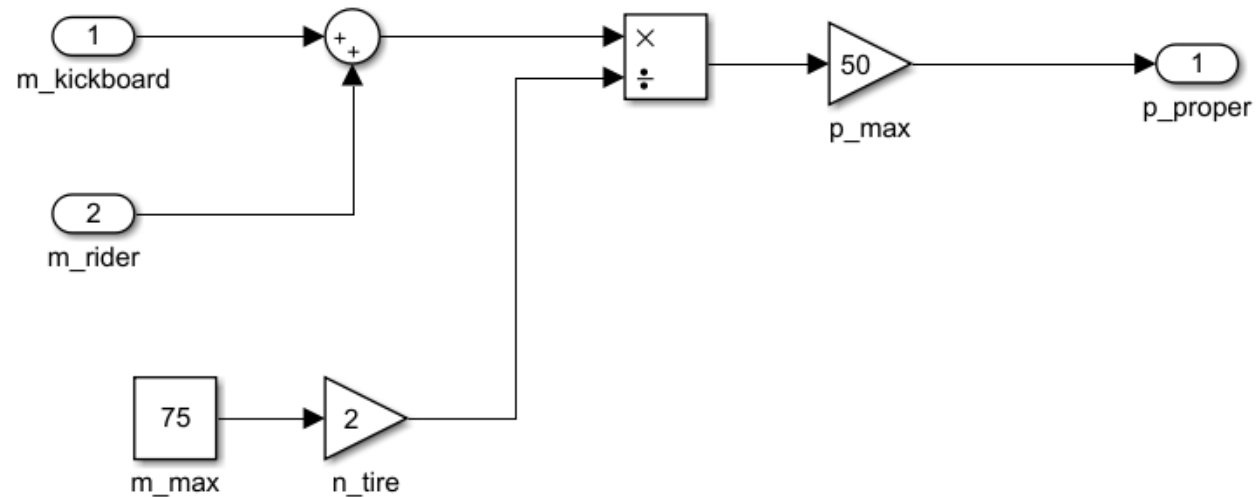 1
m_kickboard
+
+
×
÷
50
p_max
1
p_proper
2
m_rider
75
m_max
2
n_tire